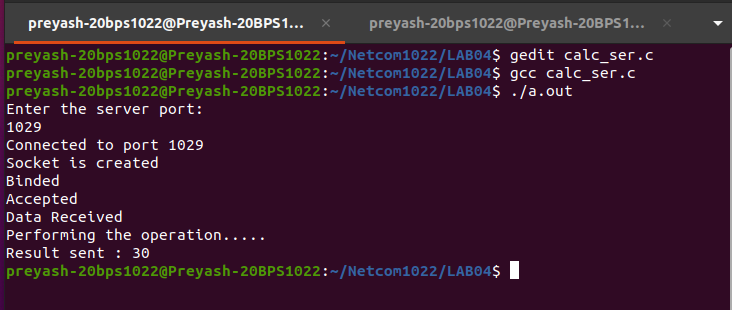 preyash-20bps1022@Preyash-20BPS1... × preyash-20bps1022@Preyash-20BPS1... ×
preyash-20bps1022@Preyash-20BPS1022:~/Netcom1022/LAB04$ gedit calc_ser.c
preyash-20bps1022@Preyash-20BPS1022:~/Netcom1022/LAB04$ gcc calc_ser.c
preyash-20bps1022@Preyash-20BPS1022:~/Netcom1022/LAB04$ ./a.out
Enter the server port:
1029
Connected to port 1029
Socket is created
Binded
Accepted
Data Received
Performing the operation.....
Result sent : 30
preyash-20bps1022@Preyash-20BPS1022:~/Netcom1022/LAB04$